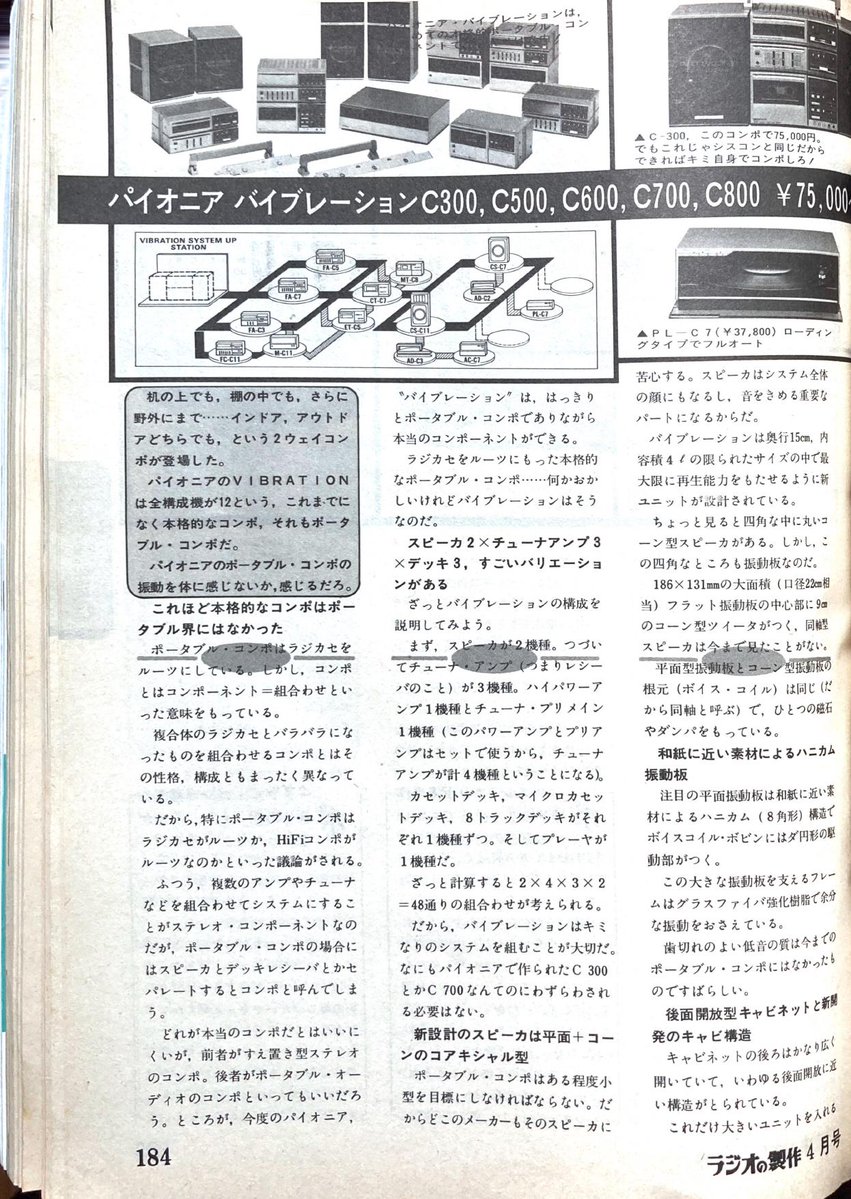 パイオニア・バイブレーションは,
▲C-300, このコンポで75,000円。
でもこれじゃシスコンと同じだから
できればキミ自身でコンポしろ!
パイオニア バイブレーションC300, C500, C600, C700, C800 ¥75,000
VIBRATION SYSTEM UP
STATION
FA-C5
MT-C8
CS-C7
FA-C7
CT-C7
AD-C2
PL-C7
FA-C3
ET-C5
CS-C11
FC-C11
M-C11
AD-C3
AC-C7
▲PL-C7(¥37,800)ローディン
グタイプでフルオート
机の上でも, 棚の中でも, さらに
野外にまで……インドア, アウトド
アどちらでも, という2ウェイコン
ポが登場した。
パイオニアのVIBRATION
は全構成機が12という, これまでに
なく本格的なコンポ, それもポータ
ブル・コンポだ。
パイオニアのポータブル・コンポの
振動を体に感じないか, 感じるだろ。
これほど本格的なコンポはポー
タブル界にはなかった
ポータブル・コンポはラジカセを
ルーツにしている。しかし, コンポ
とはコンポーネント=組合わせとい
った意味をもっている。
複合体のラジカセとバラバラにな
ったものを組合わせるコンポとはそ
の性格, 構成ともまったく異なって
いる。
だから, 特にポータブル・コンポは
ラジカセがルーツか, HiFiコンポが
ルーツなのかといった議論がされる。
ふつう, 複数のアンプやチューナ
などを組合わせてシステムにするこ
とがステレオ・コンポーネントなの
だが, ポータブル・コンポの場合に
はスピーカとデッキレシーバとかセ
パレートするとコンポと呼んでしま
う。
どれが本当のコンポだとはいいに
くいが, 前者がすえ置き型ステレオ
のコンポ。後者がポータブル・オー
ディオのコンポといってもいいだろ
う。ところが, 今度のパイオニア,
“バイブレーション”は, はっきり
とポータブル・コンポでありながら
本当のコンポーネントができる。
ラジカセをルーツにもった本格的
なポータブル・コンポ……何かおか
しいけれどバイブレーションはそう
なのだ。
スピーカ2×チューナアンプ3
×デッキ3, すごいバリエーショ
ンがある
ざっとバイブレーションの構成を
説明してみよう。
まず, スピーカが2機種。つづい
てチューナ・アンプ(つまりレシー
バのこと)が3機種。ハイパワーア
ンプ1機種とチューナ・プリメイン
1機種(このパワーアンプとプリア
ンプはセットで使うから, チューナ
アンプが計4機種ということになる)。
カセットデッキ, マイクロカセッ
トデッキ, 8トラックデッキがそれ
ぞれ1機種ずつ。そしてプレーヤが
1機種だ。
ざっと計算すると2×4×3×2
=48通りの組合わせが考えられる。
だから, バイブレーションはキミ
なりのシステムを組むことが大切だ。
なにもパイオニアで作られたC 300
とかC 700なんてのにわずらわされ
る必要はない。
新設計のスピーカは平面+コー
ンのコアキシャル型
ポータブル・コンポはある程度小
型を目標にしなければならない。だ
からどこのメーカーもそのスピーカに
苦心する。スピーカはシステム全体
の顔にもなるし, 音をきめる重要な
パートになるからだ。
バイブレーションは奥行15cm, 内
容積4ℓの限られたサイズの中で最
大限に再生能力をもたせるように新
ユニットが設計されている。
ちょっと見ると四角な中に丸いコ
ーン型スピーカがある。しかし, こ
の四角なところも振動板なのだ。
186×131mmの大面積(口径22cm相
当)フラット振動板の中心部に9cm
のコーン型ツイータがつく, 同軸型
スピーカは今まで見たことがない。
平面型振動板とコーン型振動板の
根元(ボイス・コイル)は同じ(だ
から同軸と呼ぶ)で, ひとつの磁石
やダンパをもっている。
和紙に近い素材によるハニカム
振動板
注目の平面振動板は和紙に近い素
材によるハニカム(8角形)構造で
ボイスコイル・ボビンにはダ円形の駆
動部がつく。
この大きな振動板を支えるフレー
ムはグラスファイバ強化樹脂で余分
な振動をおさえている。
歯切れのよい低音の質は今までの
ポータブル・コンポにはなかったも
のですばらしい。
後面開放型キャビネットと新開
発のキャビ構造
キャビネットの後ろはかなり広く
開いていて, いわゆる後面開放に近
い構造がとられている。
これだけ大きいユニットを入れる
184
ラジオの製作4月号